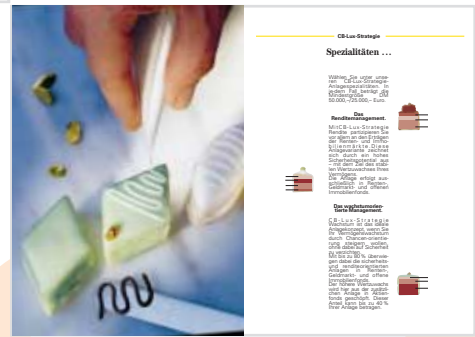 CB-Lux-Strategie
Spezialitäten ...
Wählen Sie unter unse-
ren CB-Lux-Strategie-
Anlagespezialitäten. In
jedem Fall beträgt die
Mindestgröße DM
50.000,–/25.000,– Euro.
Das
Renditemanagement.
Mit CB-Lux-Strategie
Rendite partizipieren Sie
vor allem an den Erträgen
der Renten- und Immo-
bilienmärkte. Diese
Anlagevariante zeichnet
sich durch ein hohes
Sicherheitspotential aus
– mit dem Ziel des stabi-
len Wertzuwachses Ihres
Vermögens.
Die Anlage erfolgt aus-
schließlich in Renten-,
Geldmarkt- und offenen
Immobilienfonds.
Das wachstumsorien-
tierte Management.
CB-Lux-Strategie
Wachstum ist das ideale
Anlagekonzept, wenn Sie
Ihr Vermögenswachstum
durch Chancen-orientie-
rung steigern wollen,
ohne dabei auf Sicherheit
zu verzichten.
Mit bis zu 80 % überwie-
gen dabei die sicherheits-
und renditeorientierten
Anlagen in Renten-,
Geldmarkt- und offenen
Immobilienfonds.
Der höhere Wertzuwachs
wird hier aus der zusätzli-
chen Anlage in Aktien-
fonds geschöpft. Dieser
Anteil kann bis zu 40 %
Ihrer Anlage betragen.